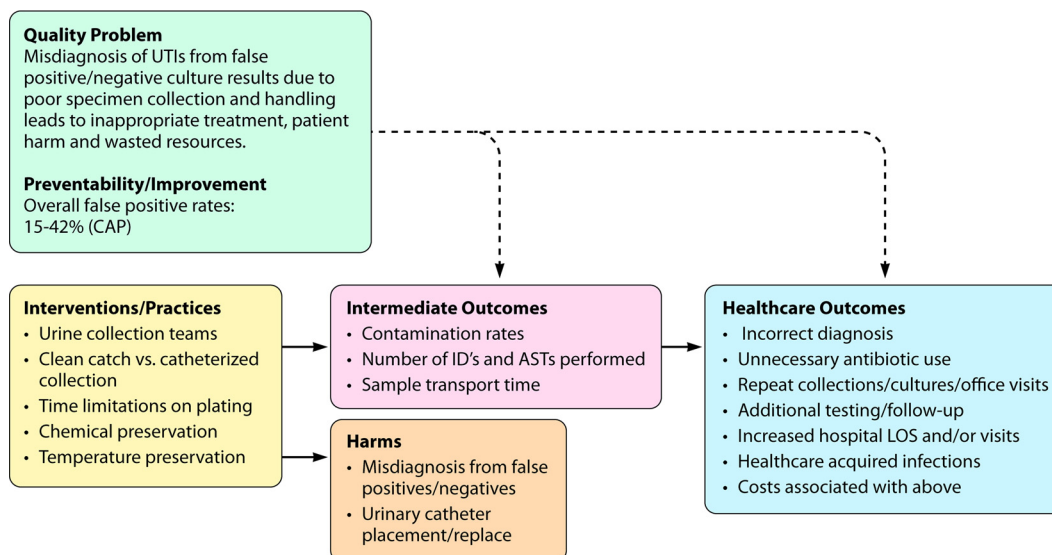 Quality Problem
Misdiagnosis of UTIs from false
positive/negative culture results due to
poor specimen collection and handling
leads to inappropriate treatment, patient
harm and wasted resources.
Preventability/Improvement
Overall false positive rates:
15-42% (CAP)
Interventions/Practices
• Urine collection teams
• Clean catch vs. catheterized
collection
• Time limitations on plating
• Chemical preservation
• Temperature preservation
Intermediate Outcomes
• Contamination rates
• Number of ID’s and ASTs performed
• Sample transport time
Harms
• Misdiagnosis from false
positives/negatives
• Urinary catheter
placement/replace
Healthcare Outcomes
• Incorrect diagnosis
• Unnecessary antibiotic use
• Repeat collections/cultures/office visits
• Additional testing/follow-up
• Increased hospital LOS and/or visits
• Healthcare acquired infections
• Costs associated with above